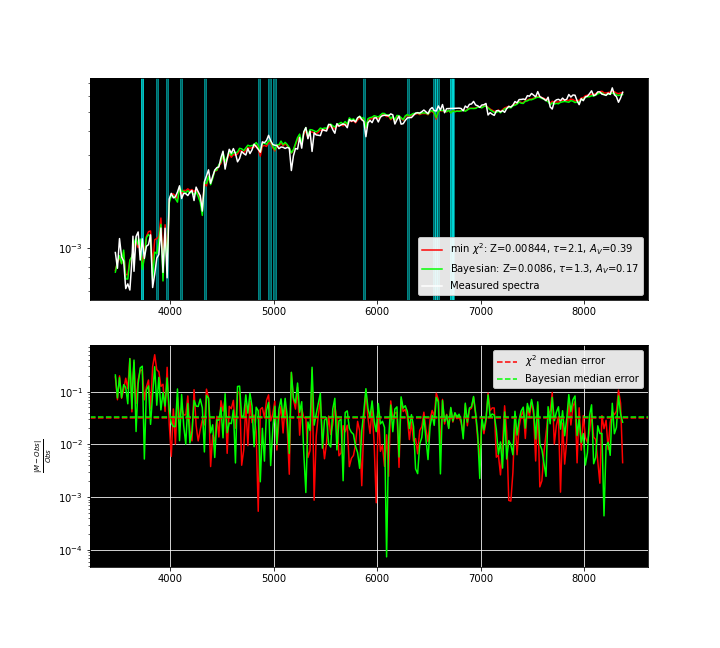 10⁻³
min χ²: Z=0.00844, τ=2.1, A_V=0.39
Bayesian: Z=0.0086, τ=1.3, A_V=0.17
Measured spectra
4000 5000 6000 7000 8000
χ² median error
Bayesian median error
10⁻¹
10⁻²
|M − Obs|
Obs
10⁻³
10⁻⁴
4000 5000 6000 7000 8000